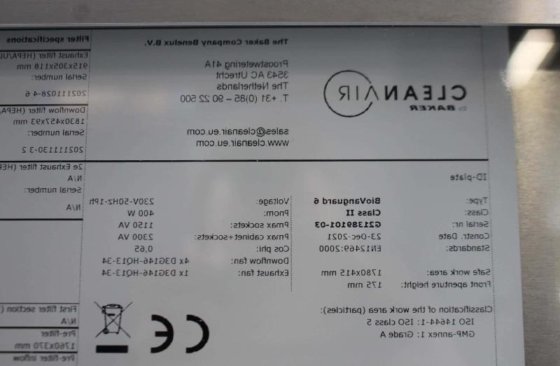 CLEANAIR
by BAKER
The Baker Company Benelux B.V.
Proostwetering 41A
3543 AC Utrecht
The Netherlands
T. +31 (0)85 – 90 22 500
sales@cleanair.eu.com
www.cleanair.eu.com
ID-plate
Type: BioVanguard 6
Class: Class II
Serial nr: G21389101-03
Constr. Date: 23-Dec-2021
Standards: EN12469:2000
Safe work area: 1780x415 mm
Front aperture height: 175 mm
Classification of the work area (particles):
ISO 14644-1: ISO class 5
GMP-annex 1: Grade A
Voltage: 230V-50Hz-1Ph
Pnom: 400 W
Pmax sockets: 1150 VA
Pmax cabinet+sockets: 2300 VA
Cos phi: 0.65
Downflow fan: 4x D3G146-HQ13-34
Exhaust fan: 1x D3G146-HQ13-34
CE
Filter specifications
Exhaust filter (HEPA/UL
915x305x110 mm
Serial number:
202111028-4-6
Downflow filter (HEPA/
1830x457x93 mm
Serial number:
202111130-3 2
2e Exhaust filter (HE
N/A
Serial number:
N/A
First filter section (
N/A
Pre-filter
1760x370 mm
Pre-filter inflow